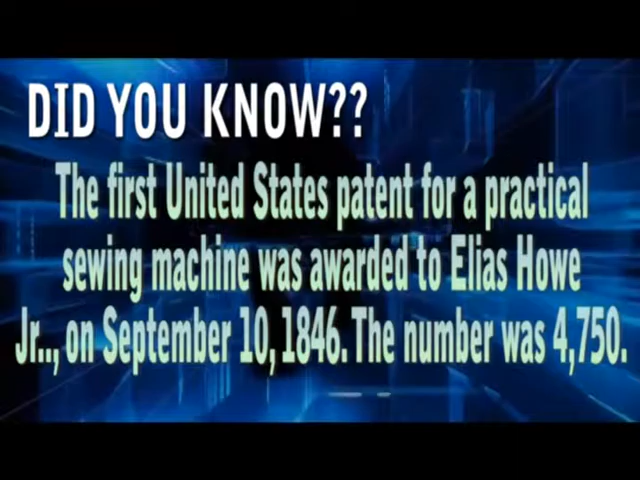 DID YOU KNOW??
The first United States patent for a practical
sewing machine was awarded to Elias Howe
Jr.., on September 10, 1846. The number was 4,750.